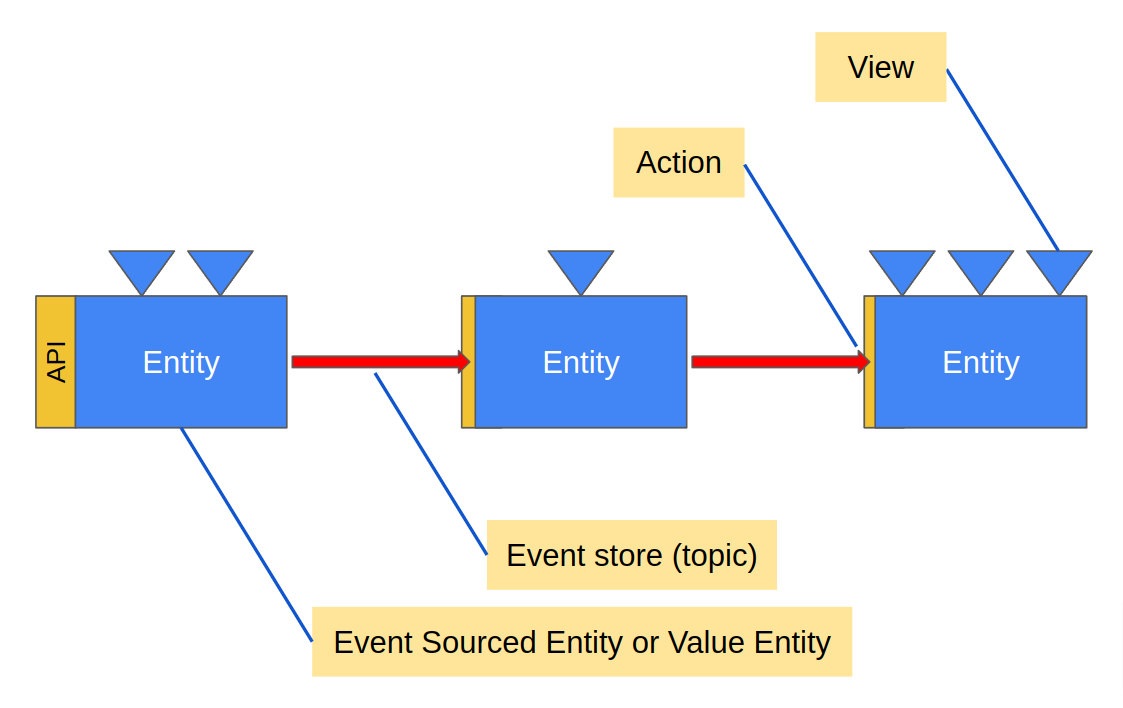 View
Action
API
Entity
Entity
Entity
Event store (topic)
Event Sourced Entity or Value Entity